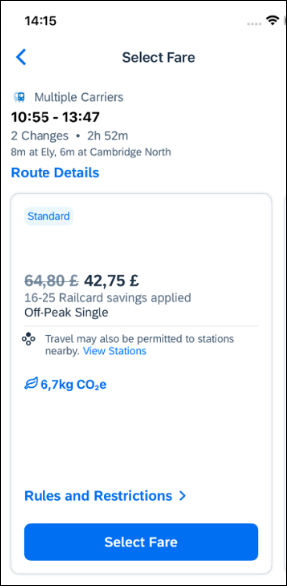 14:15
Select Fare
Multiple Carriers
10:55 - 13:47
2 Changes • 2h 52m
8m at Ely, 6m at Cambridge North
Route Details
Standard
64,80 £ 42,75 £
16-25 Railcard savings applied
Off-Peak Single
Travel may also be permitted to stations
nearby. View Stations
6,7kg CO₂e
Rules and Restrictions >
Select Fare